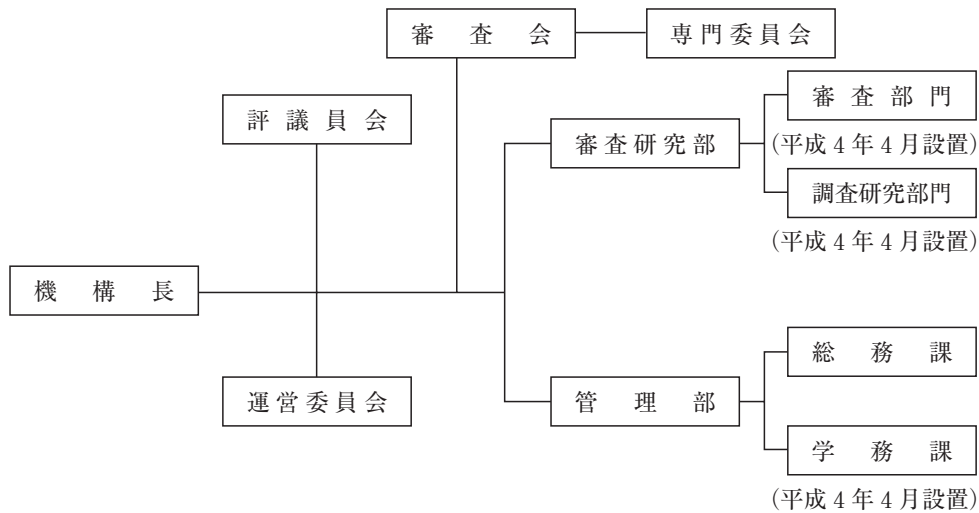 審査会
専門委員会
評議員会
審査研究部
審査部門
(平成4年4月設置)
調査研究部門
(平成4年4月設置)
機構長
運営委員会
管理部
総務課
学務課
(平成4年4月設置)